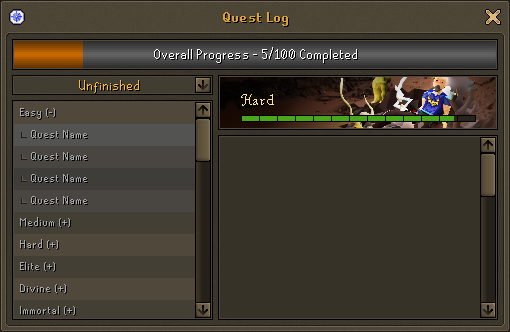 Quest Log
Overall Progress - 5/100 Completed
Unfinished
Easy (-)
Quest Name
Quest Name
Quest Name
Quest Name
Medium (+)
Hard (+)
Elite (+)
Divine (+)
Immortal (+)
Hard